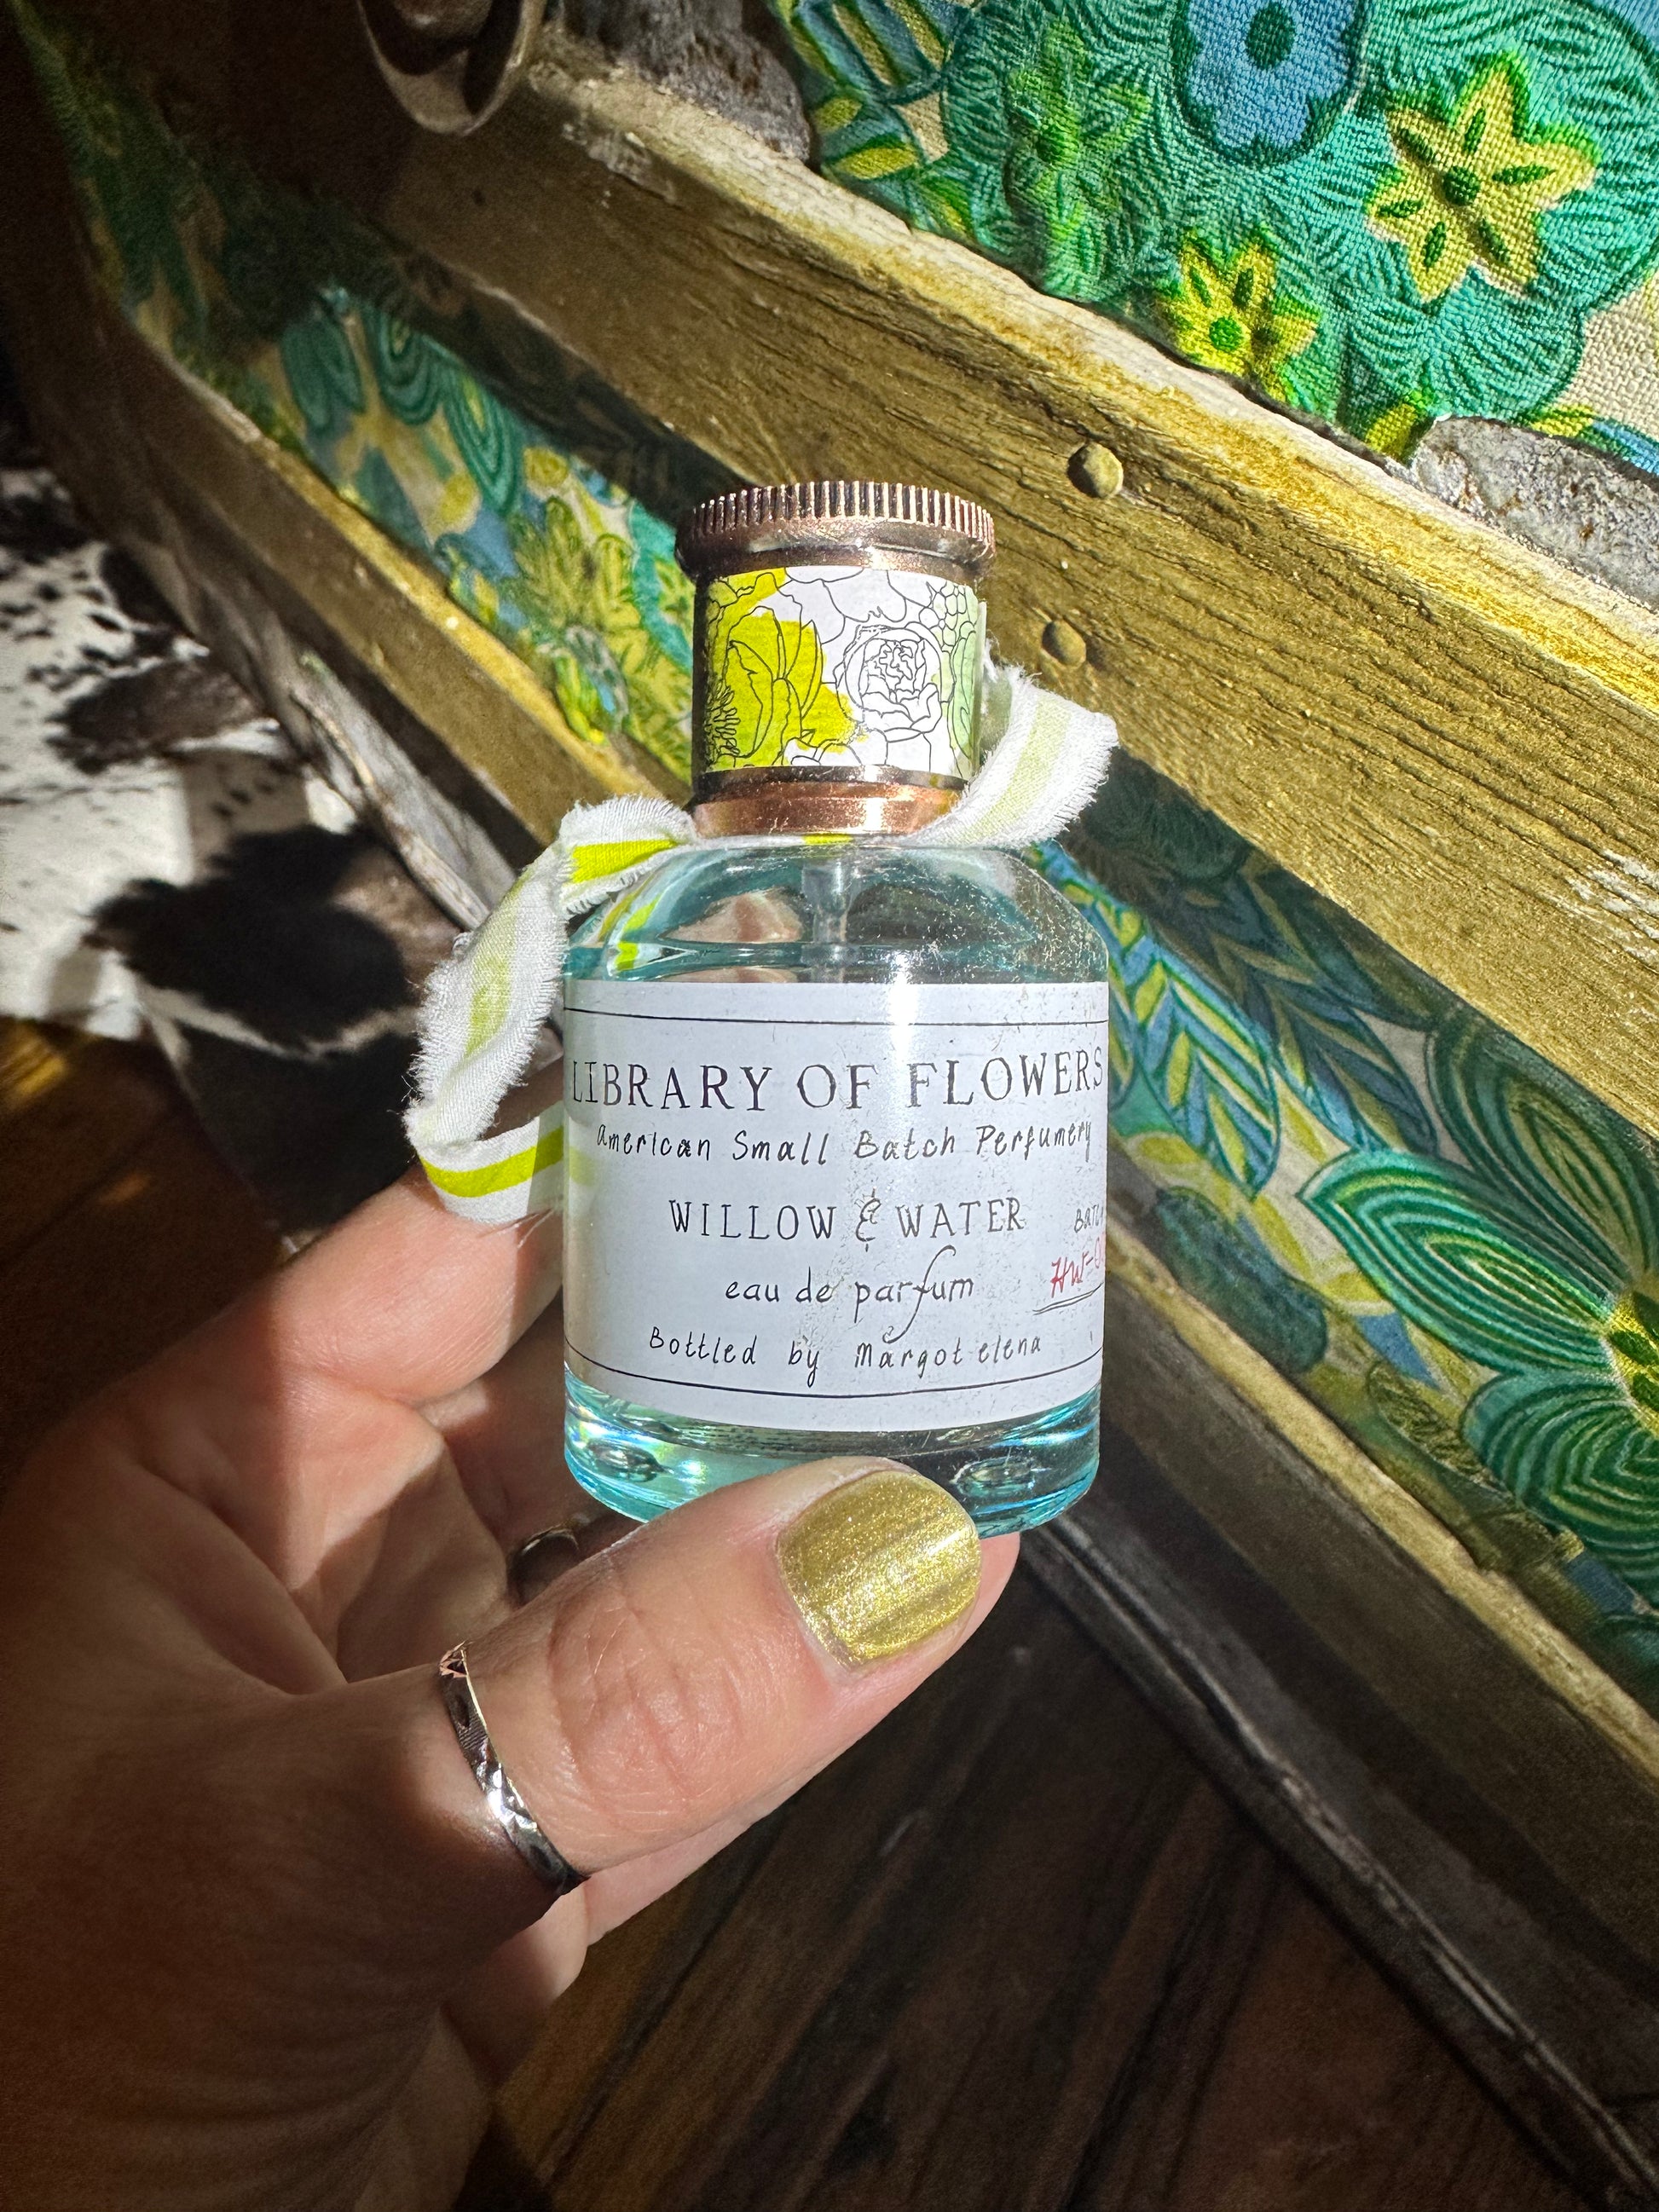 LIBRARY OF FLOWERS
american Small Batch Perfumery
WILLOW & WATER
eau de parfum
Bottled by Margot elena